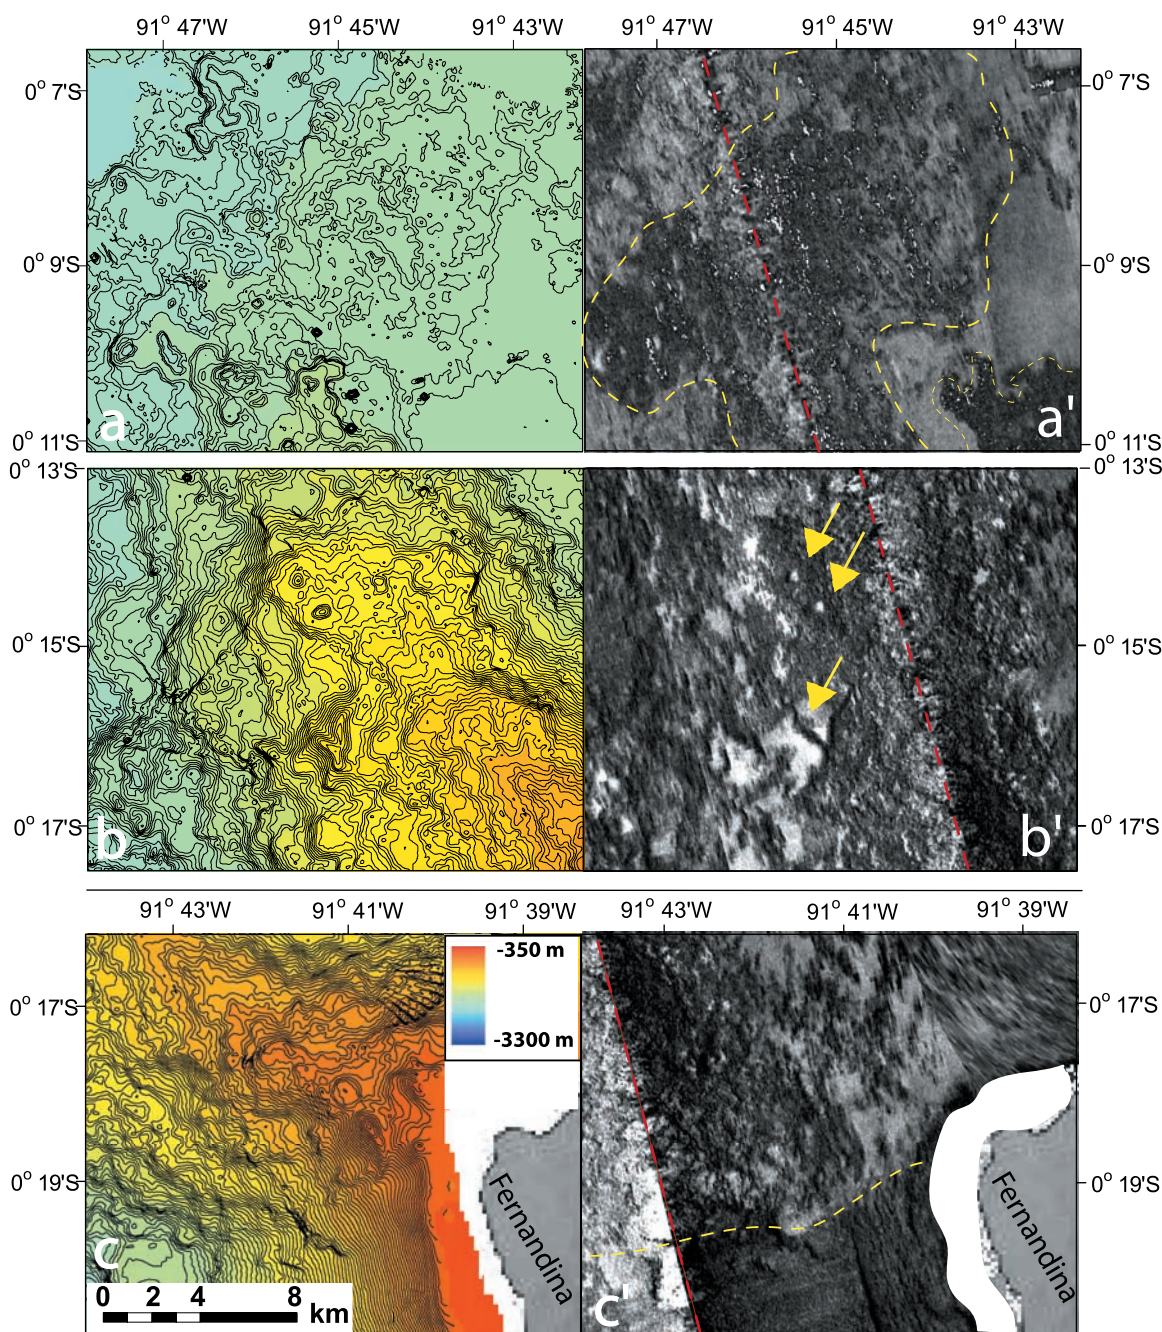 91° 47'W 91° 45'W 91° 43'W 91° 47'W 91° 45'W 91° 43'W
0° 7'S 0° 7'S
0° 9'S 0° 9'S
a a'
0° 11'S 0° 11'S
0° 13'S 0° 13'S
0° 15'S 0° 15'S
0° 17'S 0° 17'S
b b'
91° 43'W 91° 41'W 91° 39'W 91° 43'W 91° 41'W 91° 39'W
-350 m
-3300 m
0° 17'S 0° 17'S
0° 19'S 0° 19'S
Fernandina Fernandina
c c'
0 2 4 8 km